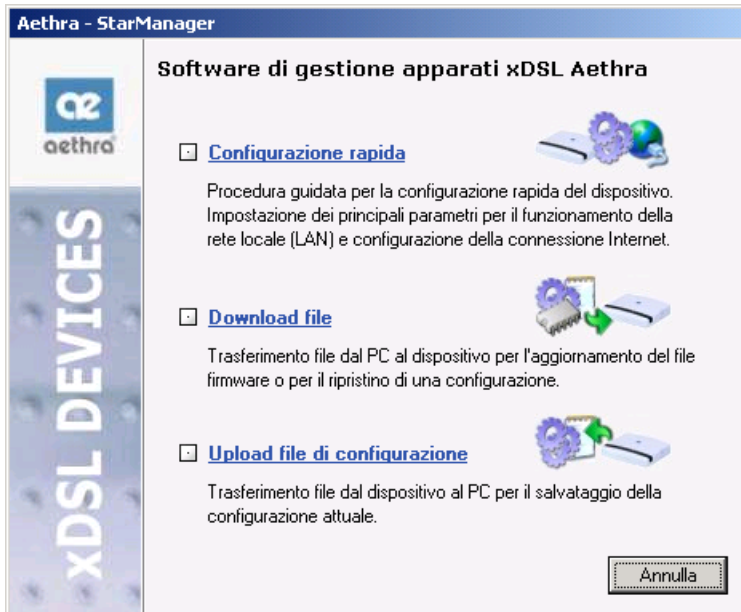 Aethra - StarManager
Software di gestione apparati xDSL Aethra
ae
aethra
Configurazione rapida
Procedura guidata per la configurazione rapida del dispositivo.
Impostazione dei principali parametri per il funzionamento della
rete locale (LAN) e configurazione della connessione Internet.
Download file
Trasferimento file dal PC al dispositivo per l'aggiornamento del file
firmware o per il ripristino di una configurazione.
Upload file di configurazione
Trasferimento file dal dispositivo al PC per il salvataggio della
configurazione attuale.
xDSL DEVICES
Annulla